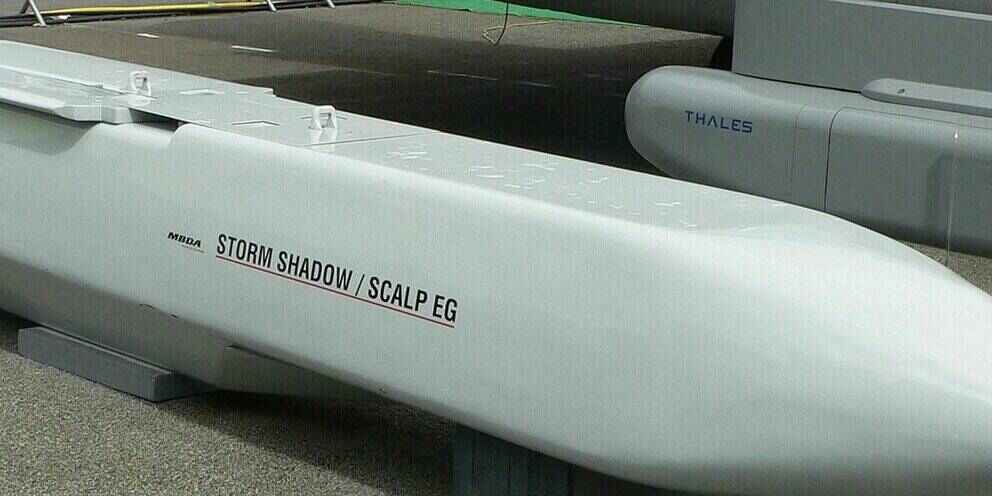 MBDA STORM SHADOW / SCALP EG
THALES